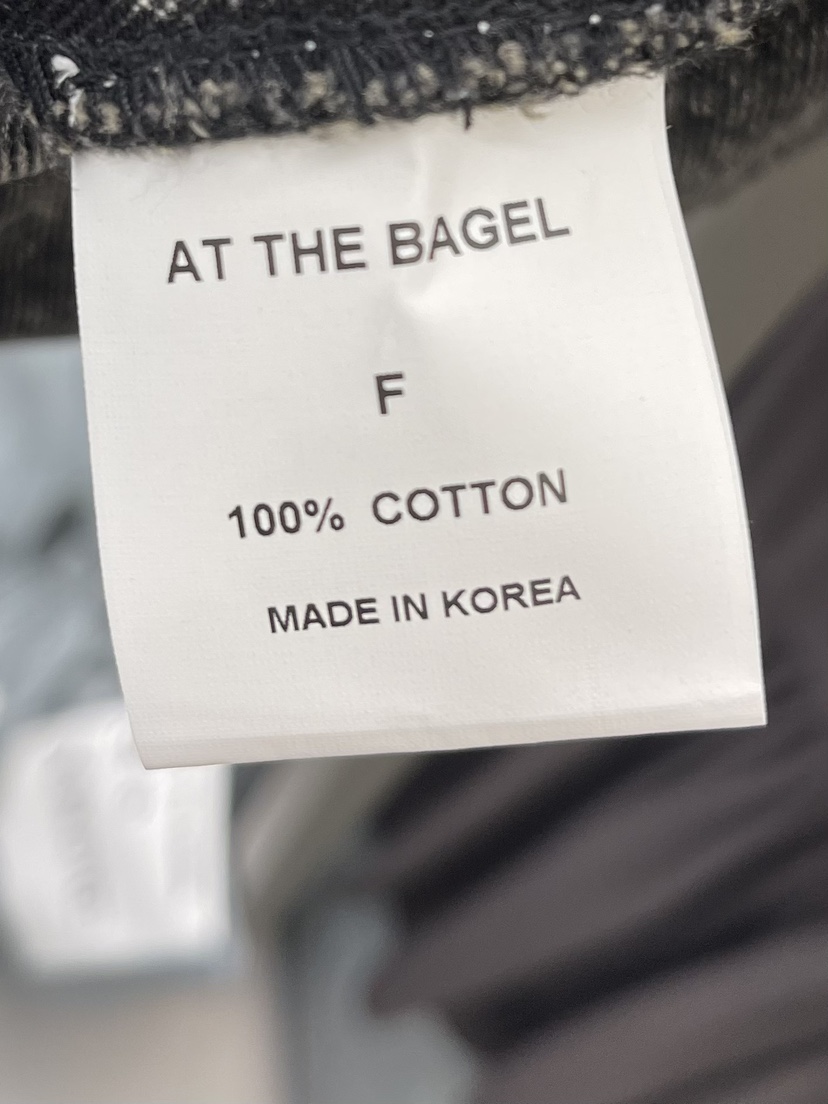 AT THE BAGEL
F
100% COTTON
MADE IN KOREA